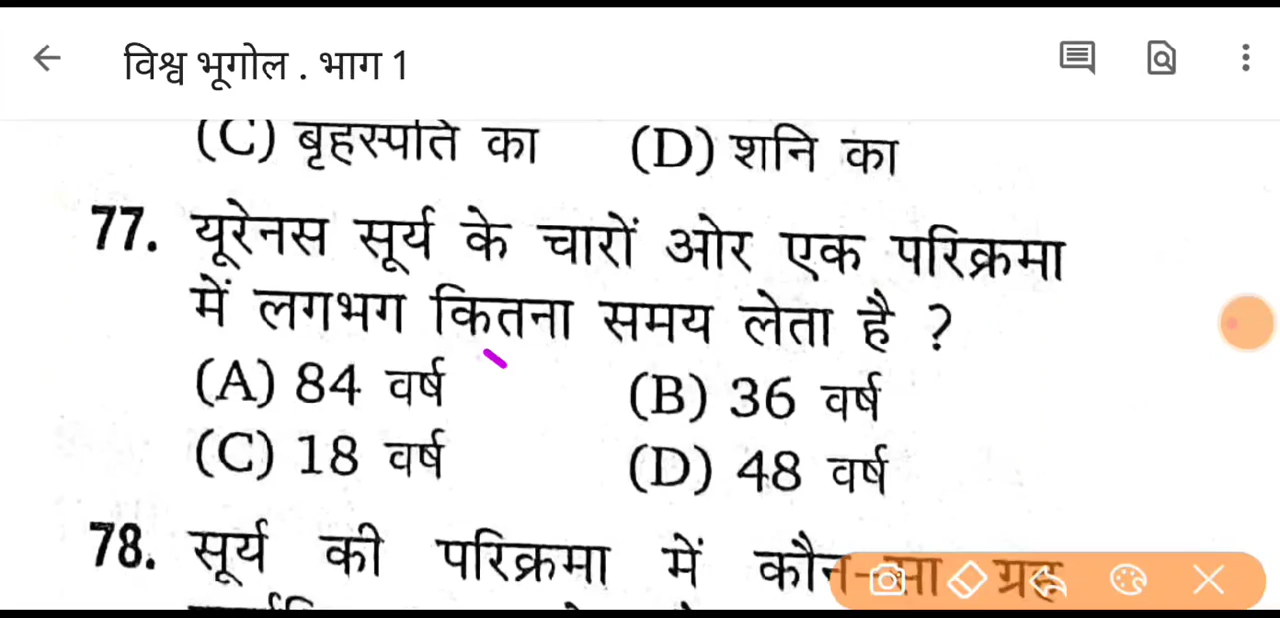 विश्व भूगोल . भाग 1
(C) बृहस्पति का (D) शनि का
77. यूरेनस सूर्य के चारों ओर एक परिक्रमा
में लगभग कितना समय लेता है ?
(A) 84 वर्ष (B) 36 वर्ष
(C) 18 वर्ष (D) 48 वर्ष
78. सूर्य की परिक्रमा में कौन-सा ग्रह